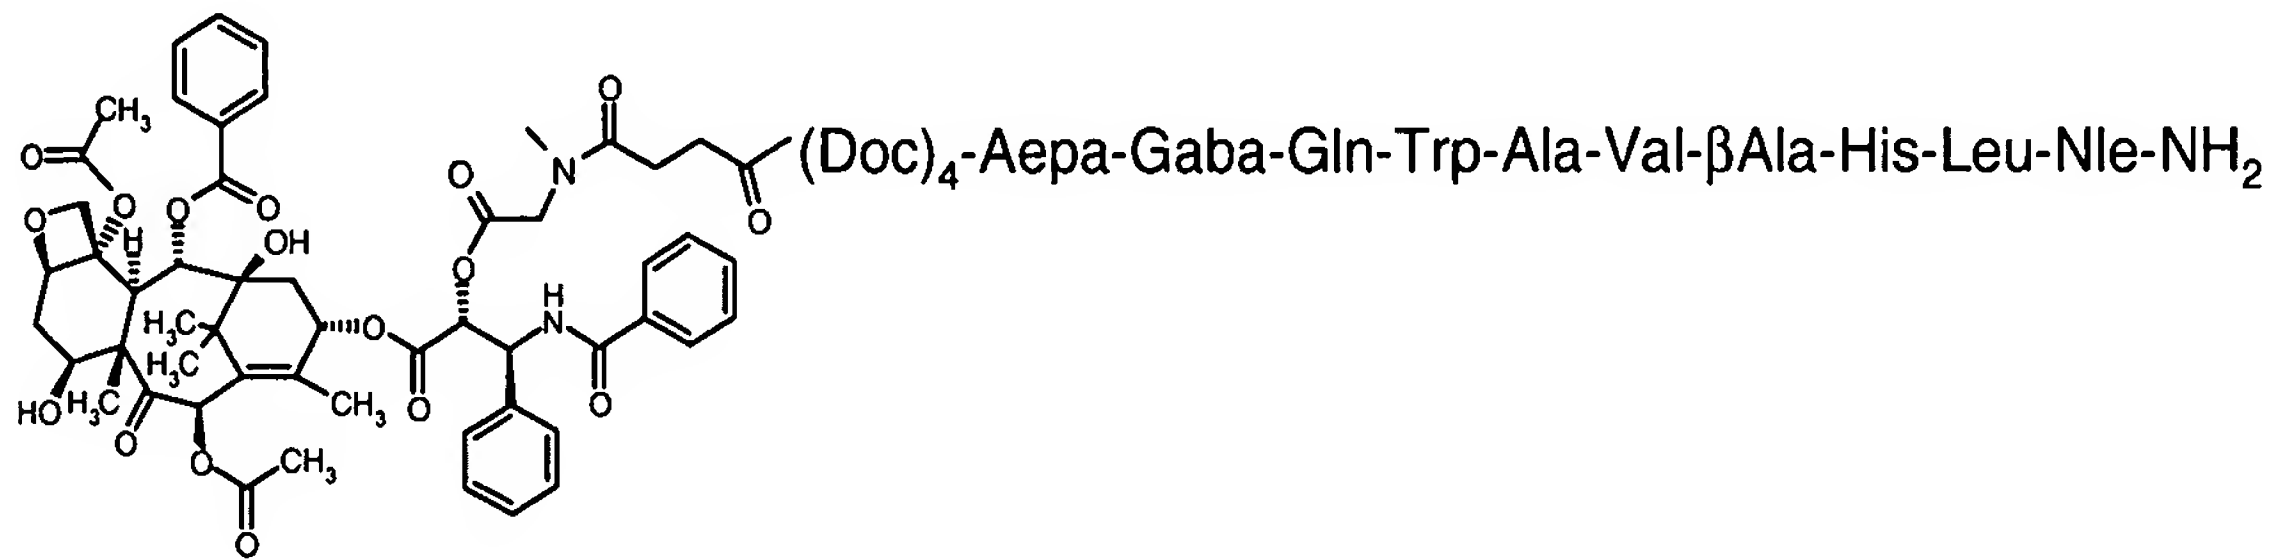 (Doc)₄-Aepa-Gaba-Gln-Trp-Ala-Val-βAla-His-Leu-Nle-NH₂
O
CH₃
O
N
O
O
O
O
O
O
O
H
OH
O
H
N
H₃C
O
H₃C
HO
H₃C
CH₃
O
O
O
O
CH₃
O